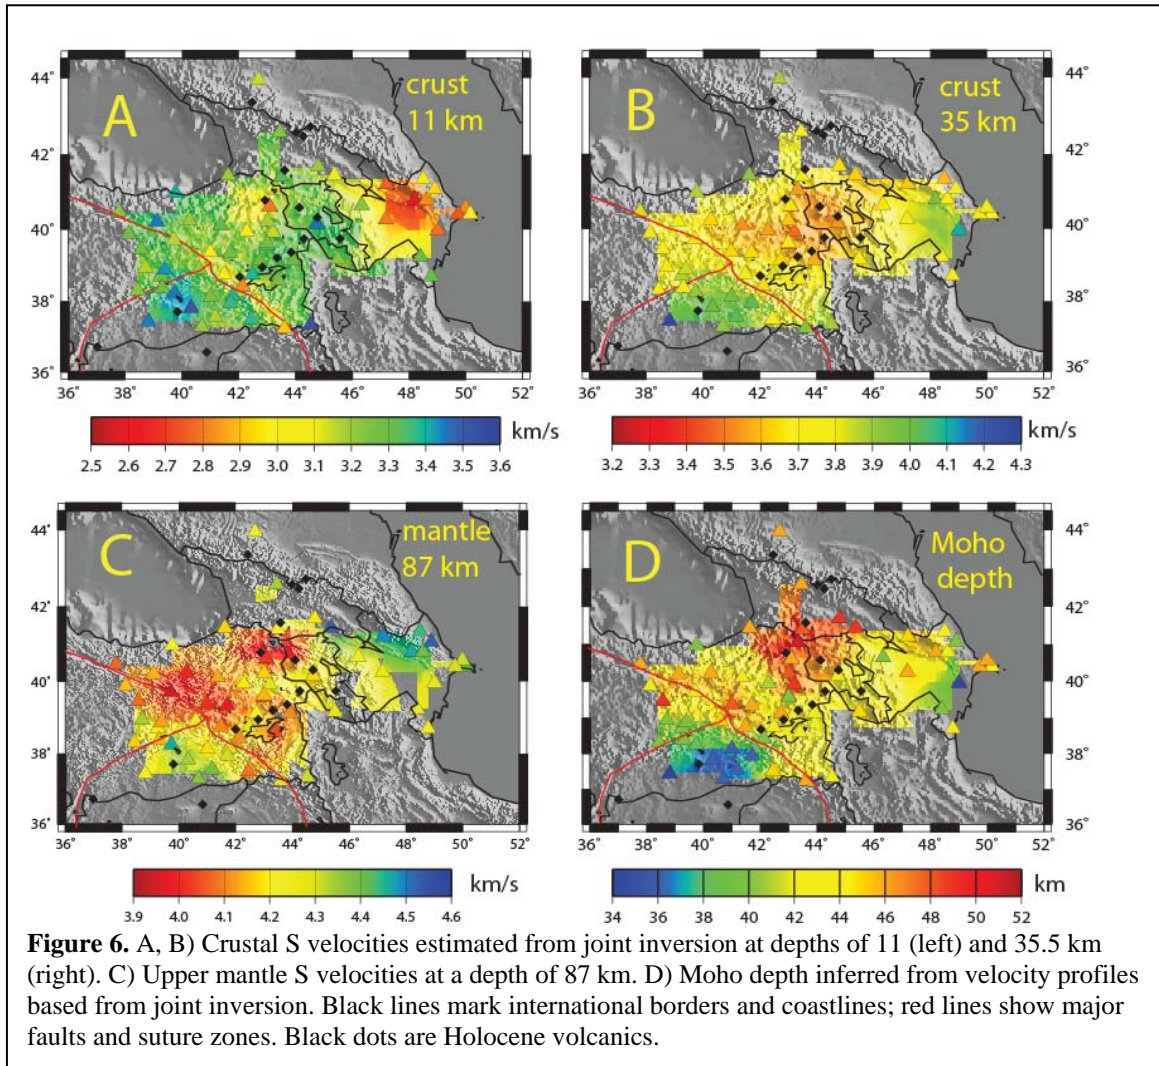 A
crust
11 km
44˚
42˚
40˚
38˚
36˚
36˚ 38˚ 40˚ 42˚ 44˚ 46˚ 48˚ 50˚ 52˚
km/s
2.5 2.6 2.7 2.8 2.9 3.0 3.1 3.2 3.3 3.4 3.5 3.6
B
crust
35 km
44˚
42˚
40˚
38˚
36˚
36˚ 38˚ 40˚ 42˚ 44˚ 46˚ 48˚ 50˚ 52˚
km/s
3.2 3.3 3.4 3.5 3.6 3.7 3.8 3.9 4.0 4.1 4.2 4.3
C
mantle
87 km
44˚
42˚
40˚
38˚
36˚
36˚ 38˚ 40˚ 42˚ 44˚ 46˚ 48˚ 50˚ 52˚
km/s
3.9 4.0 4.1 4.2 4.3 4.4 4.5 4.6
D
Moho
depth
44˚
42˚
40˚
38˚
36˚
36˚ 38˚ 40˚ 42˚ 44˚ 46˚ 48˚ 50˚ 52˚
km
34 36 38 40 42 44 46 48 50 52
Figure 6. A, B) Crustal S velocities estimated from joint inversion at depths of 11 (left) and 35.5 km
(right). C) Upper mantle S velocities at a depth of 87 km. D) Moho depth inferred from velocity profiles
based from joint inversion. Black lines mark international borders and coastlines; red lines show major
faults and suture zones. Black dots are Holocene volcanics.